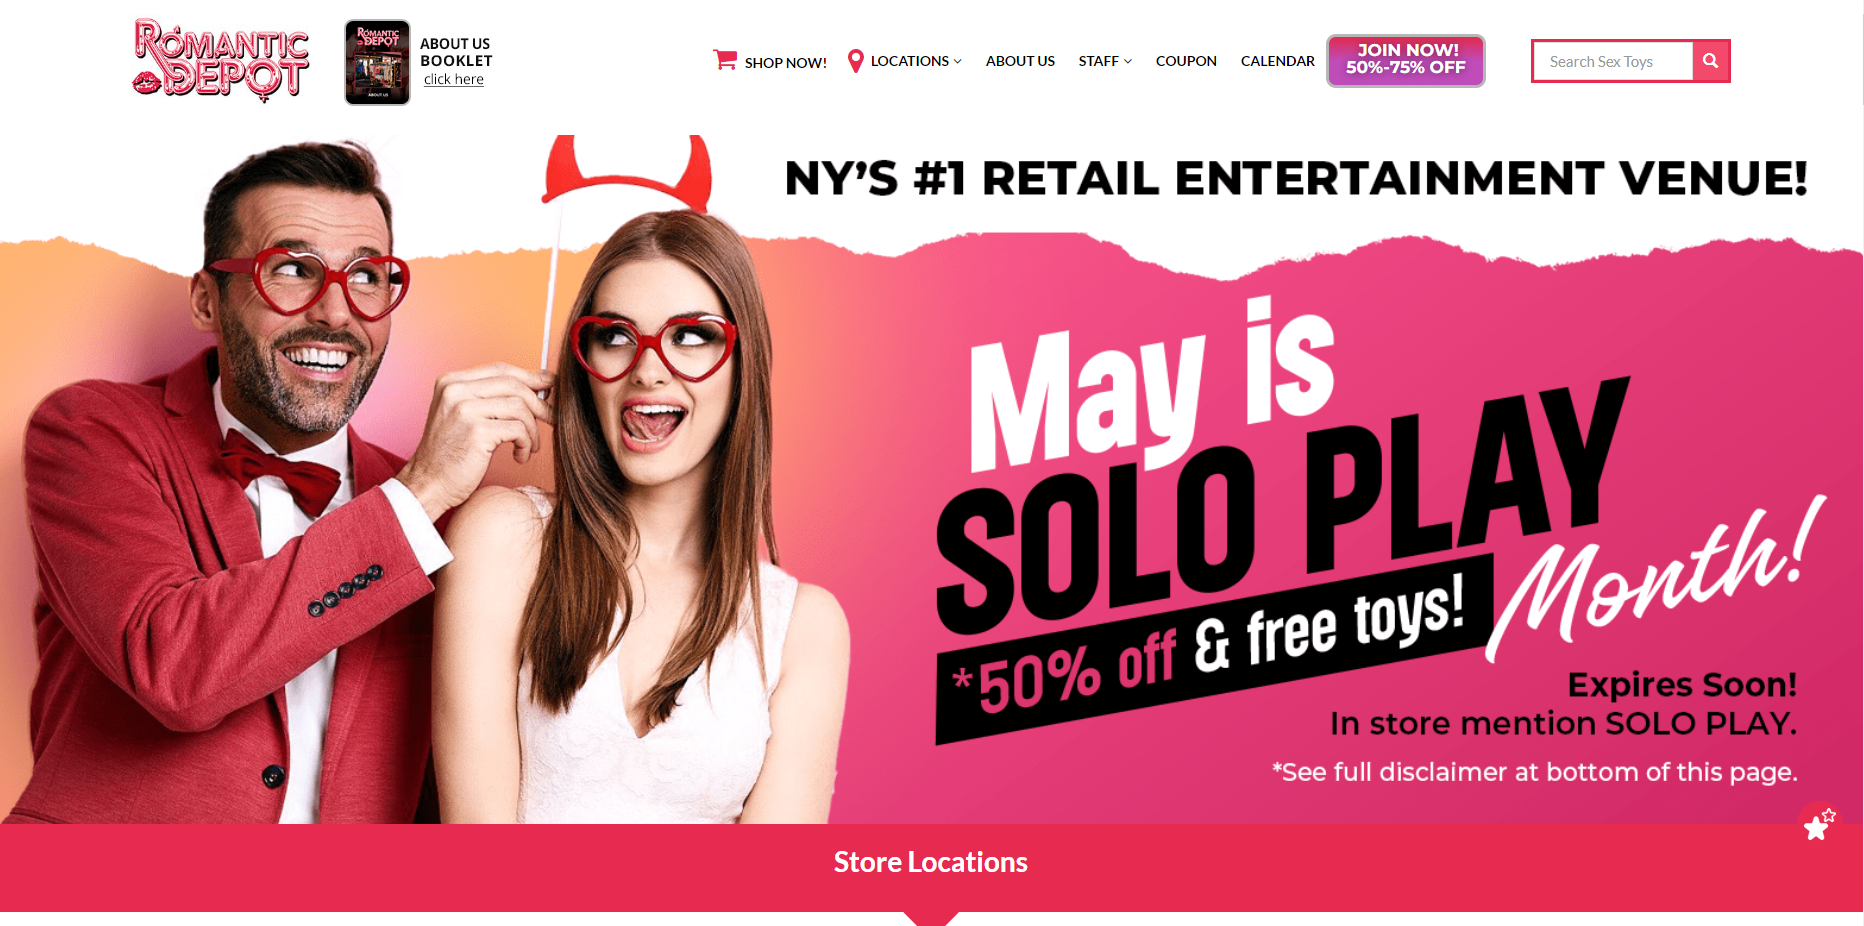 ROMANTIC
DEPOT
ROMANTIC
DEPOT
ABOUT US
ABOUT US
BOOKLET
click here
SHOP NOW!
LOCATIONS
ABOUT US
STAFF
COUPON
CALENDAR
JOIN NOW!
50%-75% OFF
Search Sex Toys
NY'S #1 RETAIL ENTERTAINMENT VENUE!
May is
SOLO PLAY
Month!
*50% off & free toys!
Expires Soon!
In store mention SOLO PLAY.
*See full disclaimer at bottom of this page.
Store Locations